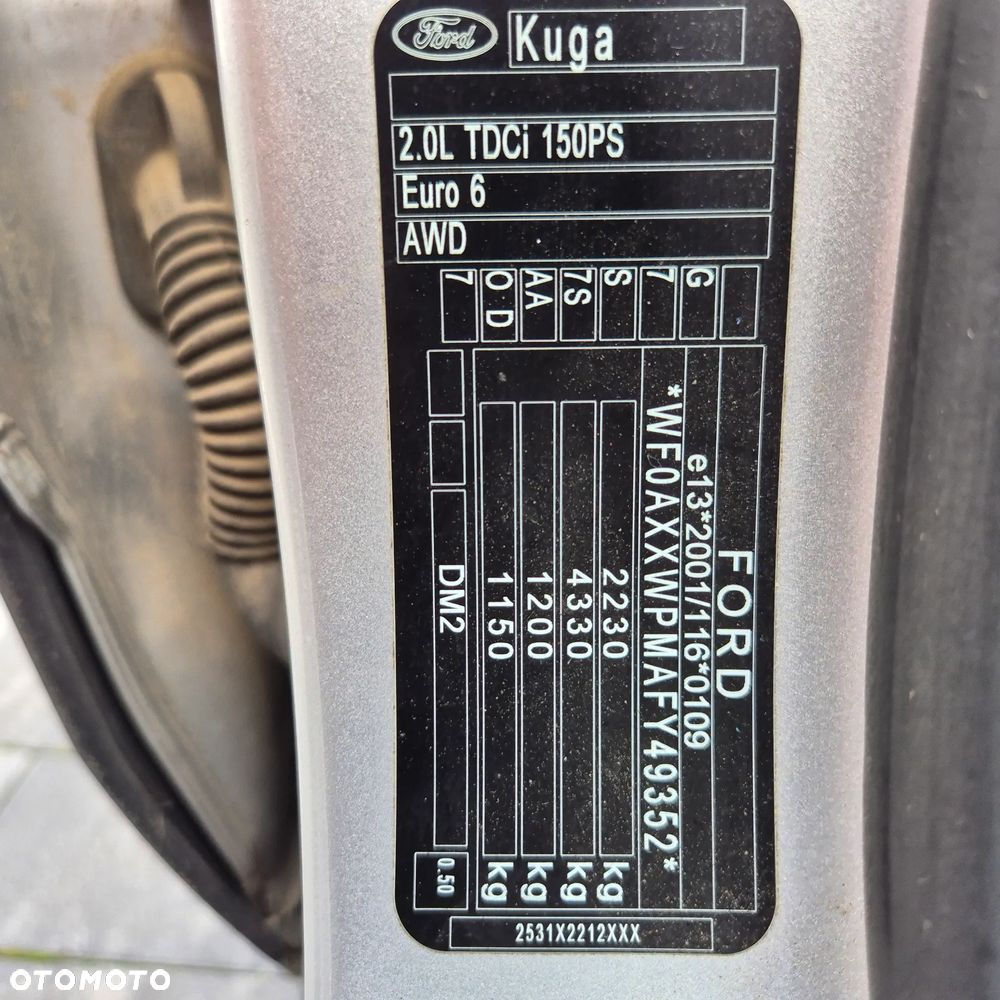 Ford
Kuga
2.0L TDCi 150PS
Euro 6
AWD
G
7
S
7S
AA
O D
7
FORD
e13*2001/116*0109
*WF0AXXWPMAFY49352*
2230 kg
4330 kg
1200 kg
1150 kg
DM2
0.50
2531X2212XXX
OTOMOTO